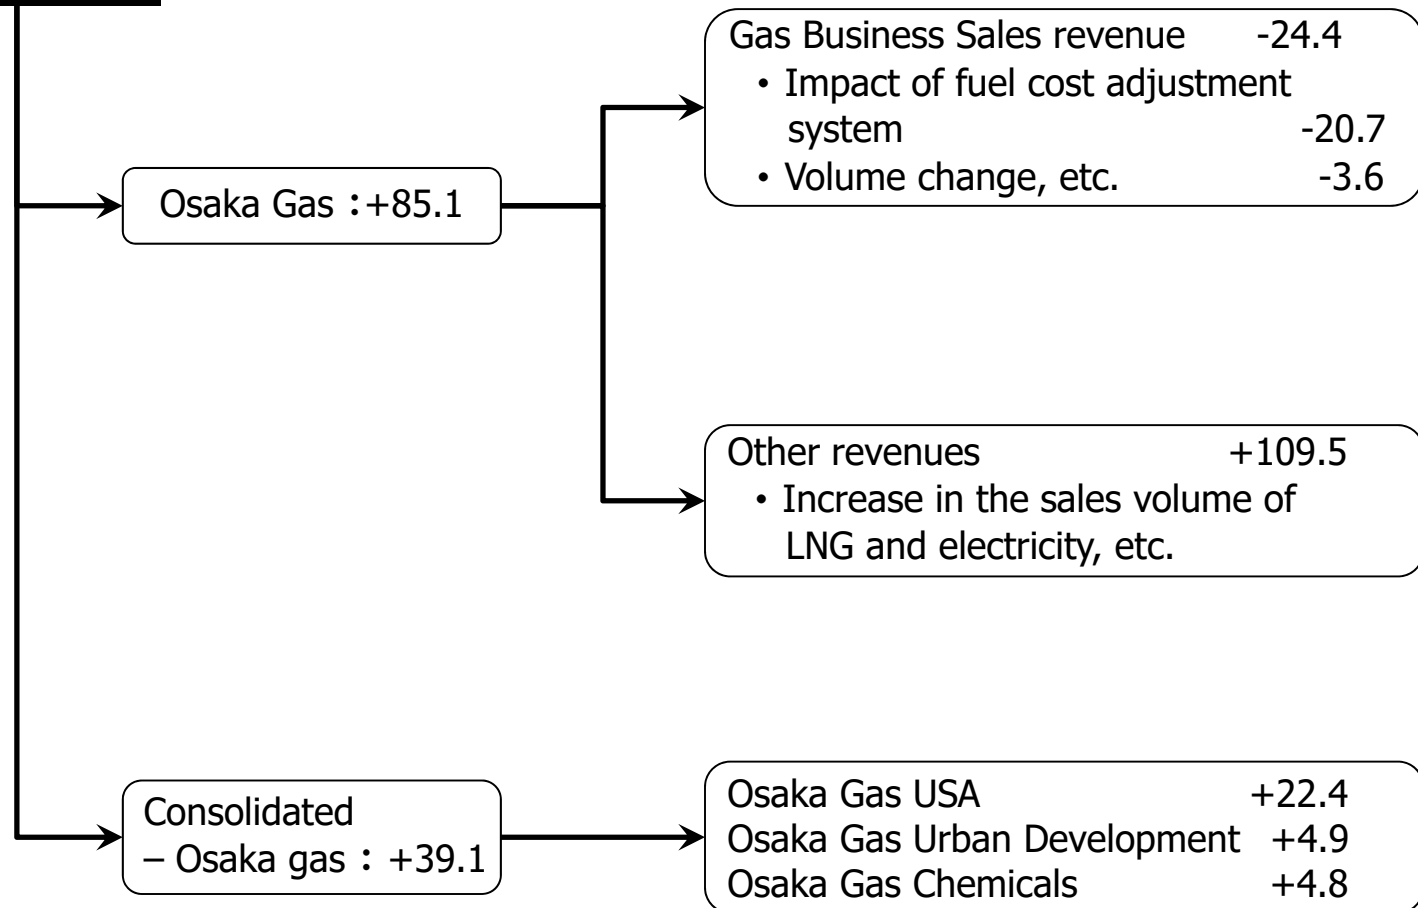 Gas Business Sales revenue -24.4
・Impact of fuel cost adjustment
system -20.7
・Volume change, etc. -3.6
Osaka Gas：+85.1
Other revenues +109.5
・Increase in the sales volume of
LNG and electricity, etc.
Consolidated
– Osaka gas： +39.1
Osaka Gas USA +22.4
Osaka Gas Urban Development +4.9
Osaka Gas Chemicals +4.8